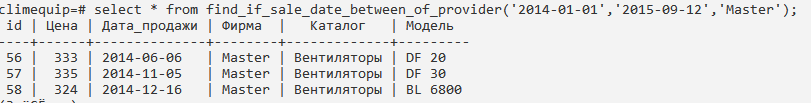 climequip=# select * from find_if_sale_date_between_of_provider('2014-01-01','2015-09-12','Master');
id | Цена | Дата_продажи | Фирма | Каталог | Модель
----+------+--------------+--------+-------------+---------
56 | 333 | 2014-06-06 | Master | Вентиляторы | DF 20
57 | 335 | 2014-11-05 | Master | Вентиляторы | DF 30
58 | 324 | 2014-12-16 | Master | Вентиляторы | BL 6800